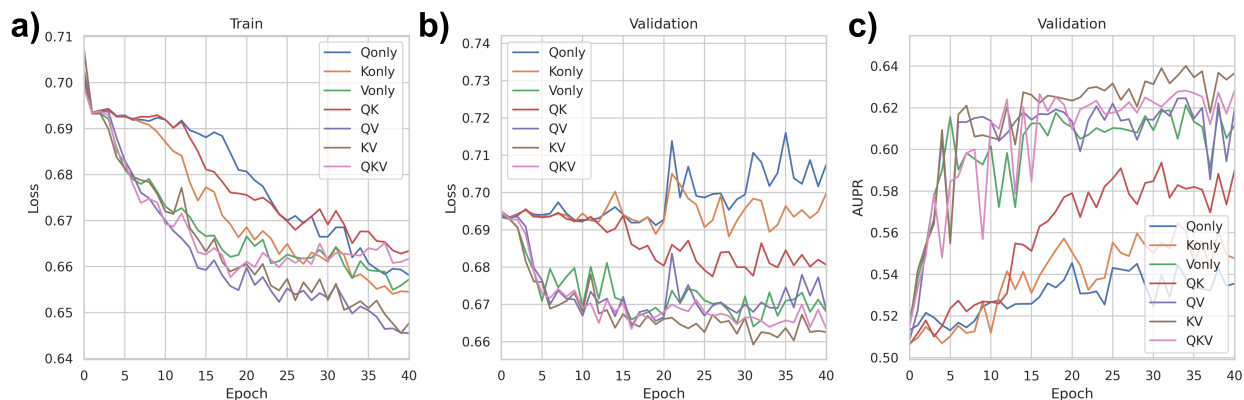 a)
Train
0.71
0.70
0.69
0.68
0.67
0.66
0.65
0.64
Loss
0 5 10 15 20 25 30 35 40
Epoch
Qonly
Konly
Vonly
QK
QV
KV
QKV
b)
Validation
0.74
0.73
0.72
0.71
0.70
0.69
0.68
0.67
0.66
Loss
0 5 10 15 20 25 30 35 40
Epoch
Qonly
Konly
Vonly
QK
QV
KV
QKV
c)
Validation
0.64
0.62
0.60
0.58
0.56
0.54
0.52
0.50
AUPR
0 5 10 15 20 25 30 35 40
Epoch
Qonly
Konly
Vonly
QK
QV
KV
QKV